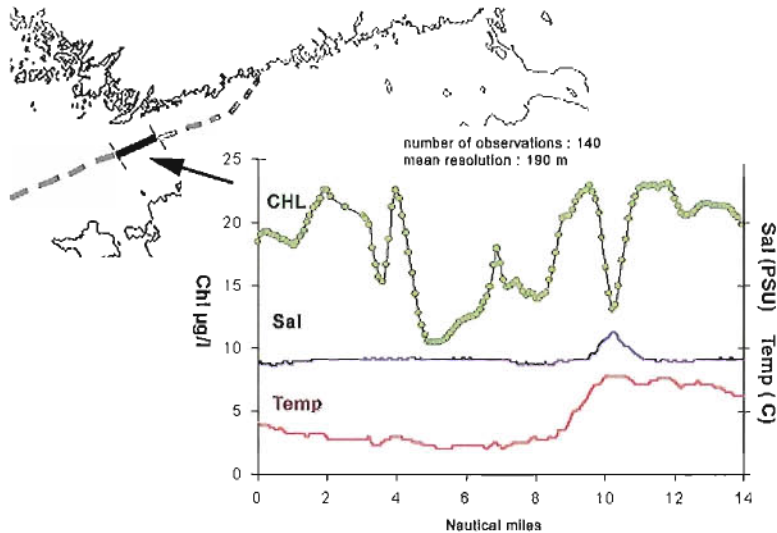 number of observations : 140
mean resolution : 190 m
25
20
15
10
5
0
CHL
Sal
Temp
Chl µg/l
Sal (PSU)
Temp ( C)
0 2 4 6 8 10 12 14
Nautical miles